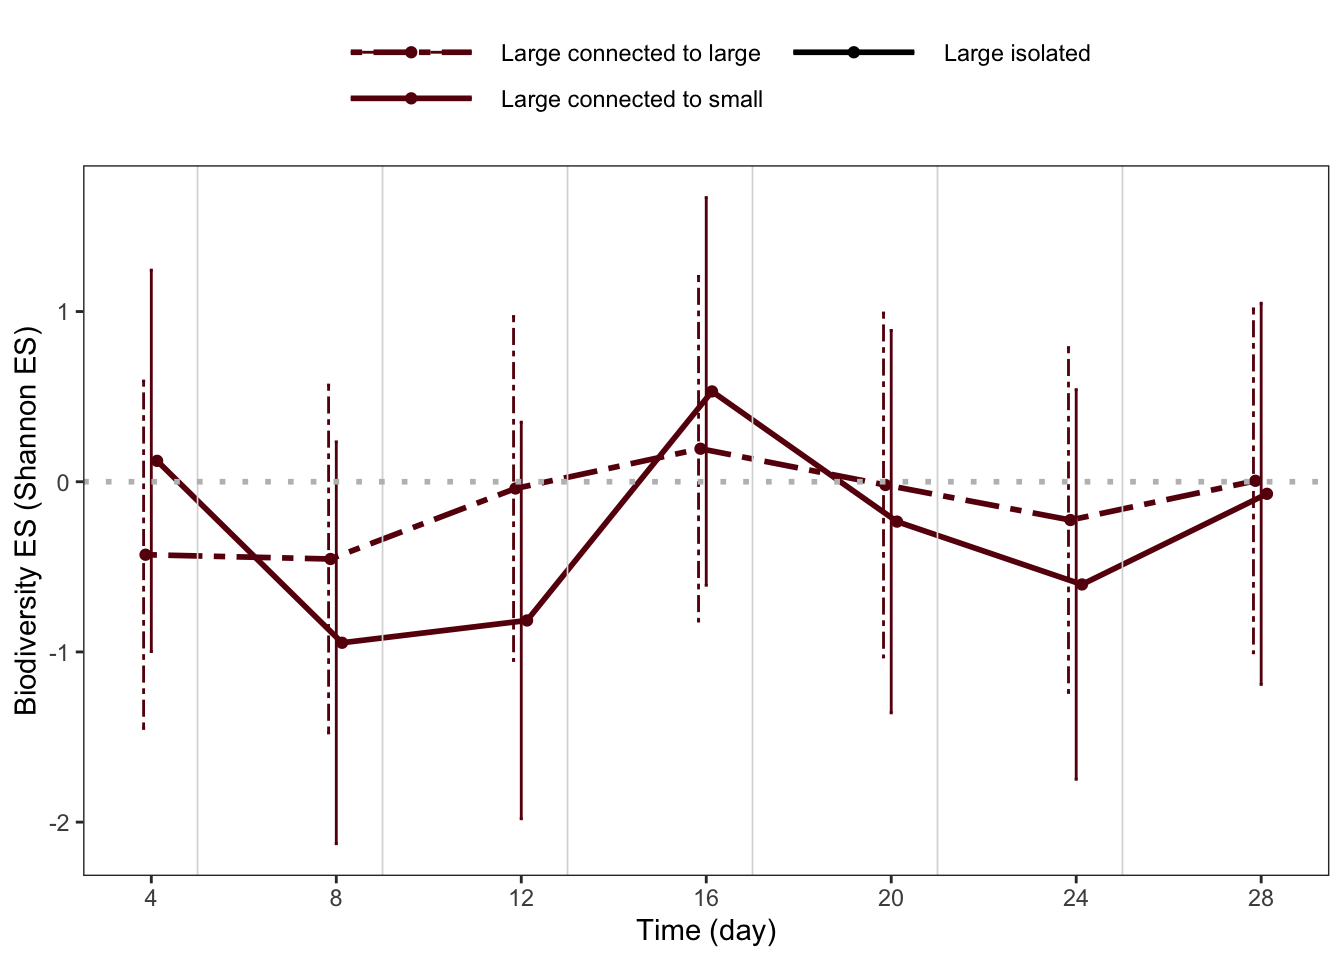 Large connected to large
Large isolated
Large connected to small
Biodiversity ES (Shannon ES)
1
0
-1
-2
4 8 12 16 20 24 28
Time (day)